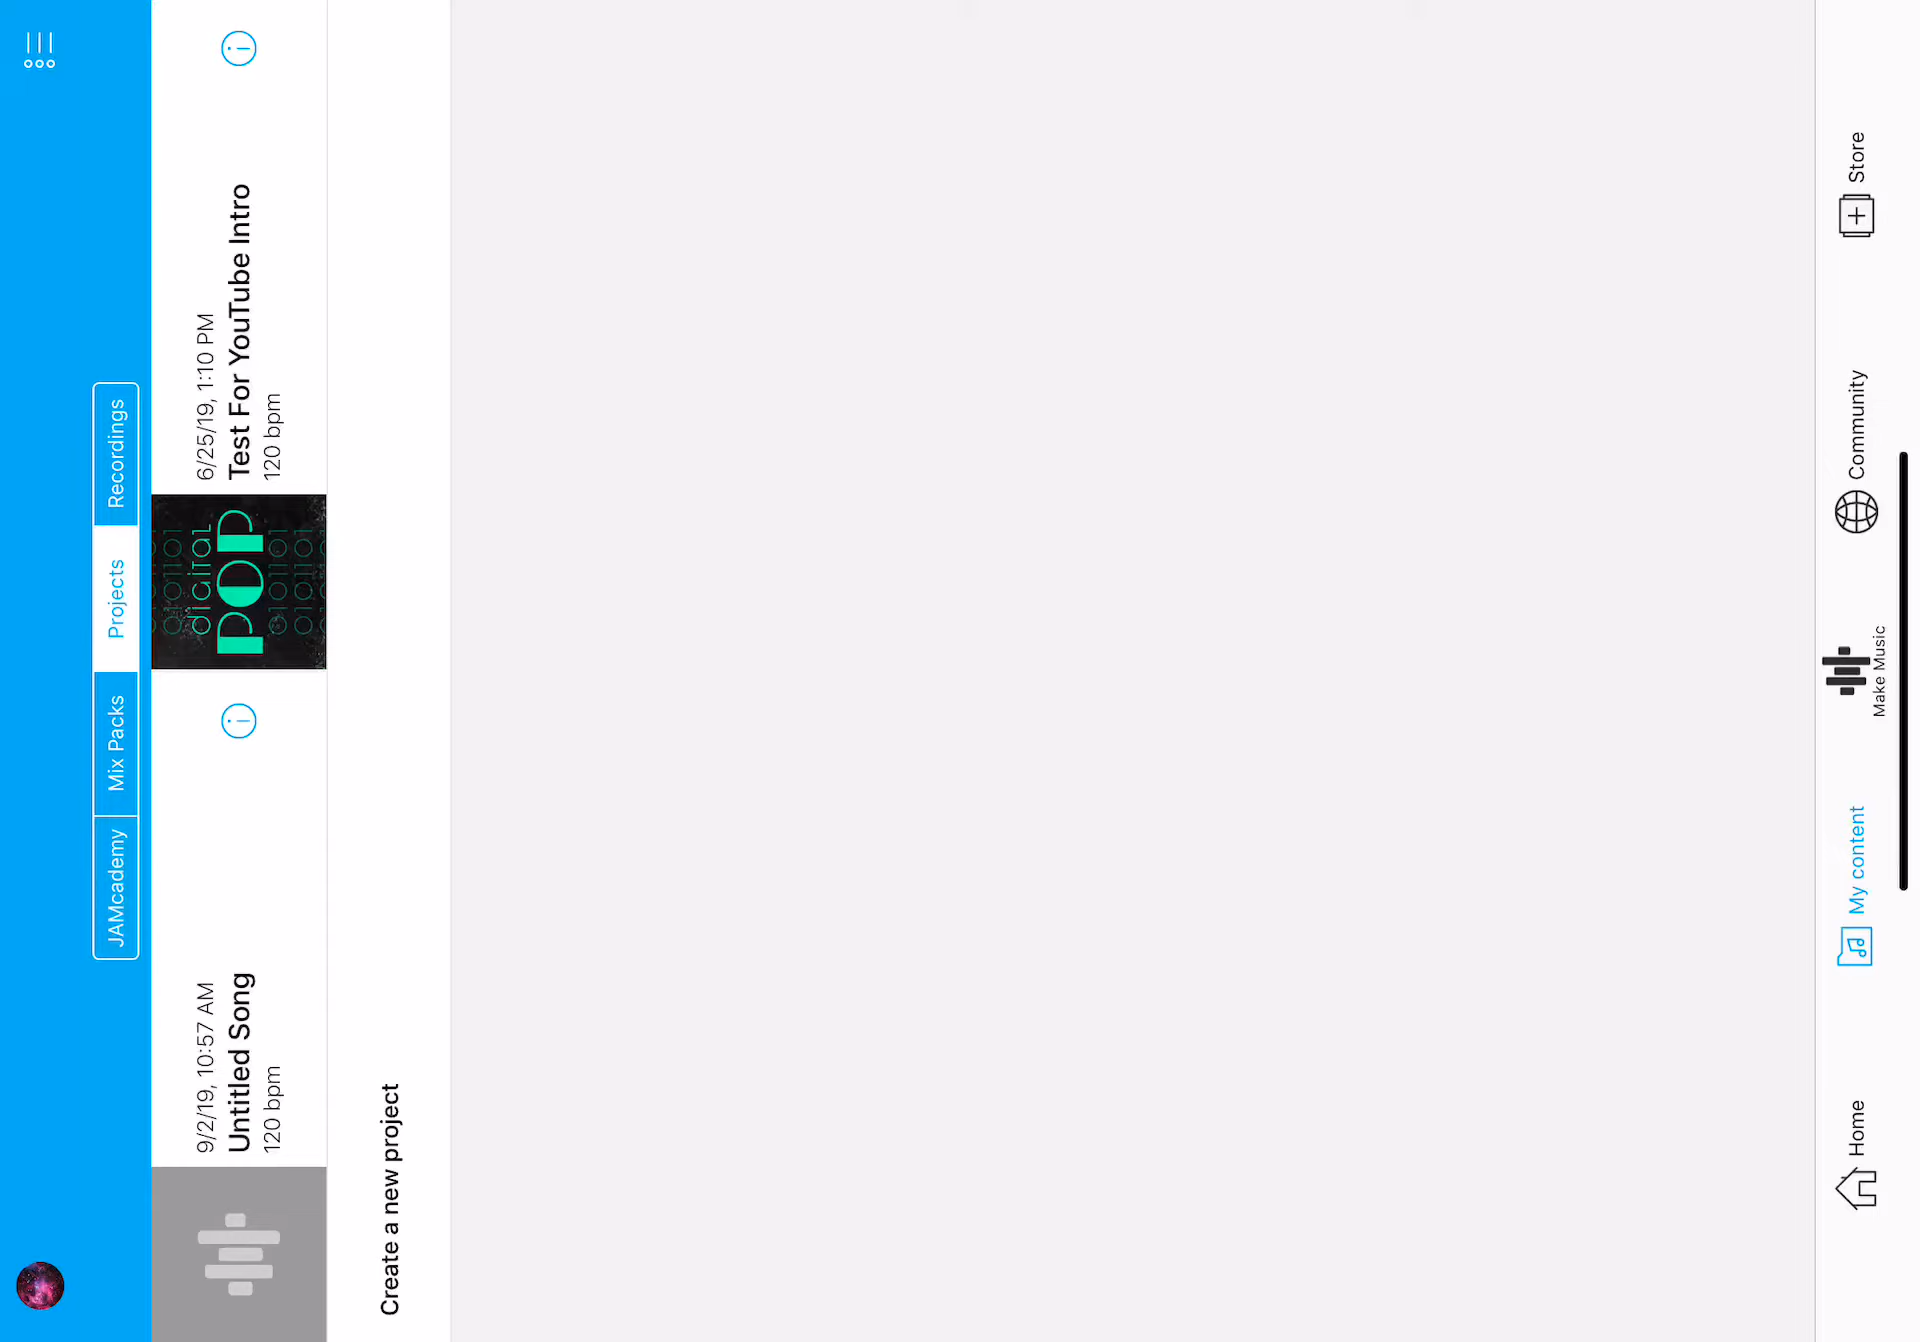 JAMcademy
Mix Packs
Projects
Recordings
9/2/19, 10:57 AM
Untitled Song
120 bpm
digital
POP
6/25/19, 1:10 PM
Test For YouTube Intro
120 bpm
Create a new project
Home
My content
Make Music
Community
Store